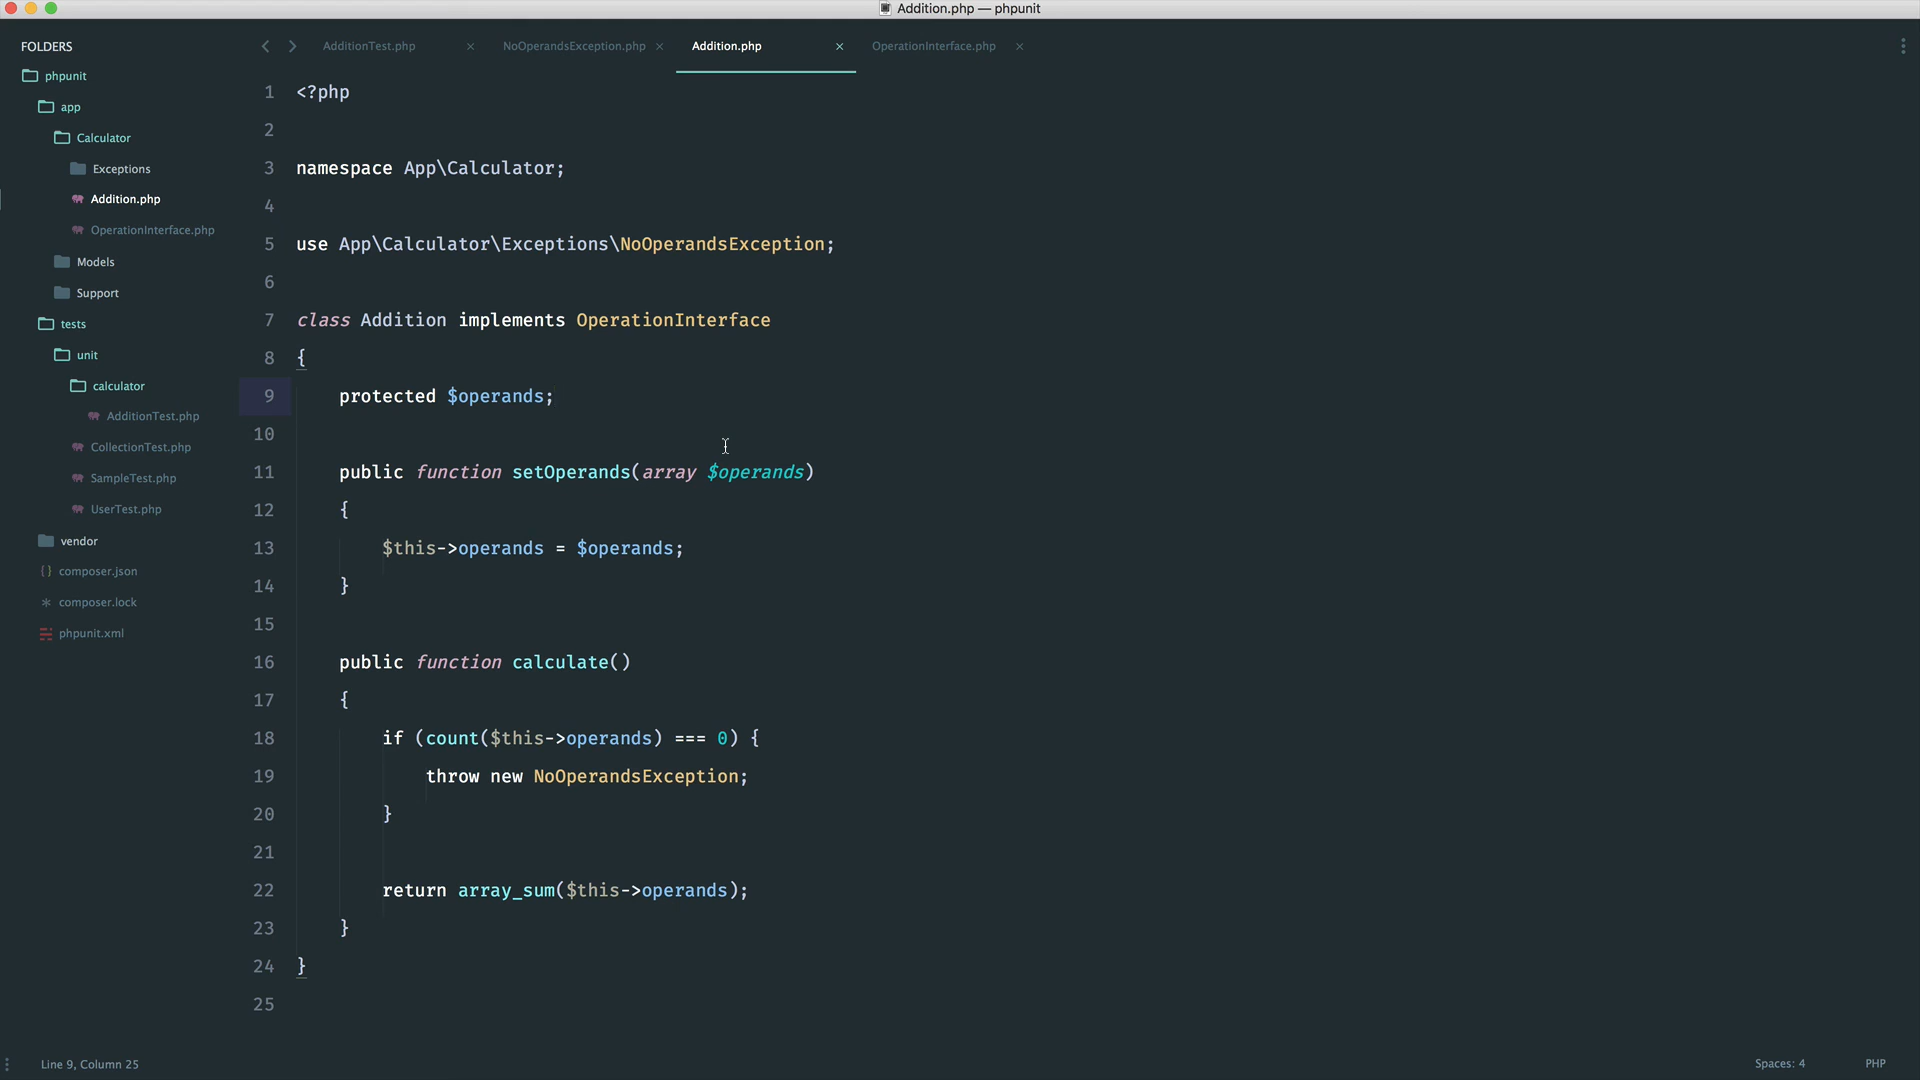 Addition.php — phpunit
FOLDERS
phpunit
app
Calculator
Exceptions
Addition.php
OperationInterface.php
Models
Support
tests
unit
calculator
AdditionTest.php
CollectionTest.php
SampleTest.php
UserTest.php
vendor
composer.json
composer.lock
phpunit.xml
AdditionTest.php × NoOperandsException.php × Addition.php × OperationInterface.php ×
1 <?php
2
3 namespace App\Calculator;
4
5 use App\Calculator\Exceptions\NoOperandsException;
6
7 class Addition implements OperationInterface
8 {
9     protected $operands;
10
11     public function setOperands(array $operands)
12     {
13         $this->operands = $operands;
14     }
15
16     public function calculate()
17     {
18         if (count($this->operands) === 0) {
19             throw new NoOperandsException;
20         }
21
22         return array_sum($this->operands);
23     }
24 }
25
Line 9, Column 25
Spaces: 4
PHP